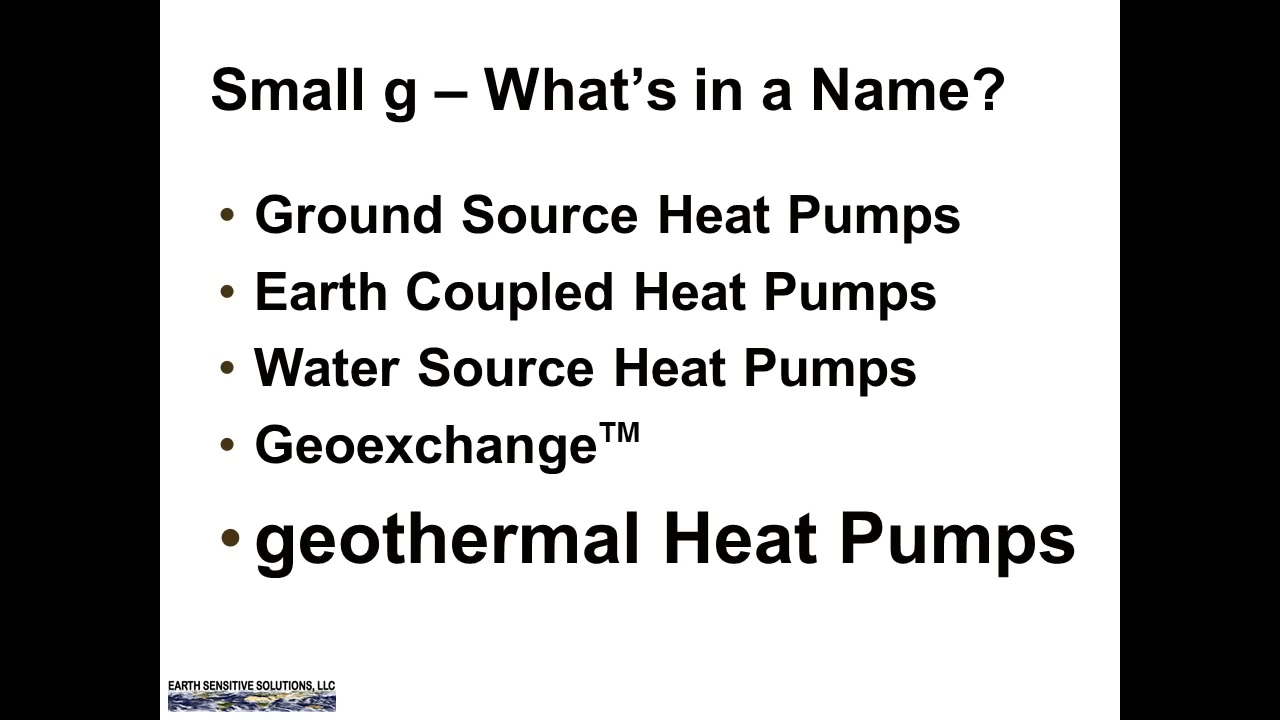 Small g – What’s in a Name?
• Ground Source Heat Pumps
• Earth Coupled Heat Pumps
• Water Source Heat Pumps
• Geoexchange™
• geothermal Heat Pumps
EARTH SENSITIVE SOLUTIONS, LLC